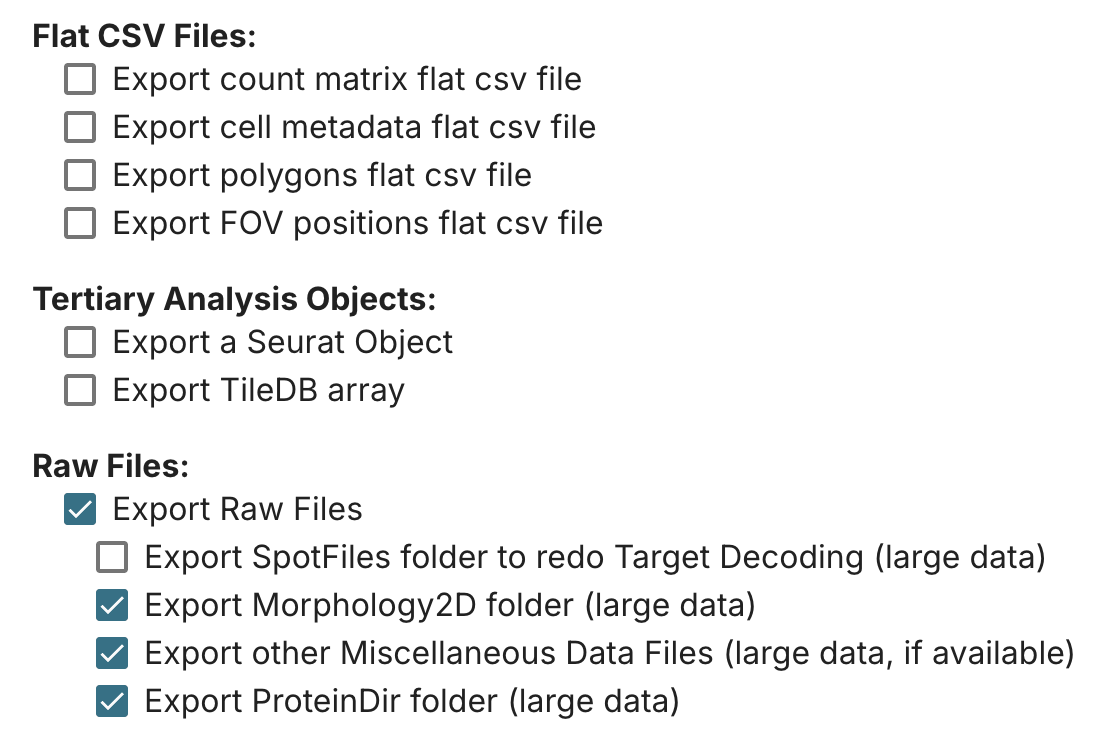 Flat CSV Files:
Export count matrix flat csv file
Export cell metadata flat csv file
Export polygons flat csv file
Export FOV positions flat csv file
Tertiary Analysis Objects:
Export a Seurat Object
Export TileDB array
Raw Files:
Export Raw Files
Export SpotFiles folder to redo Target Decoding (large data)
Export Morphology2D folder (large data)
Export other Miscellaneous Data Files (large data, if available)
Export ProteinDir folder (large data)